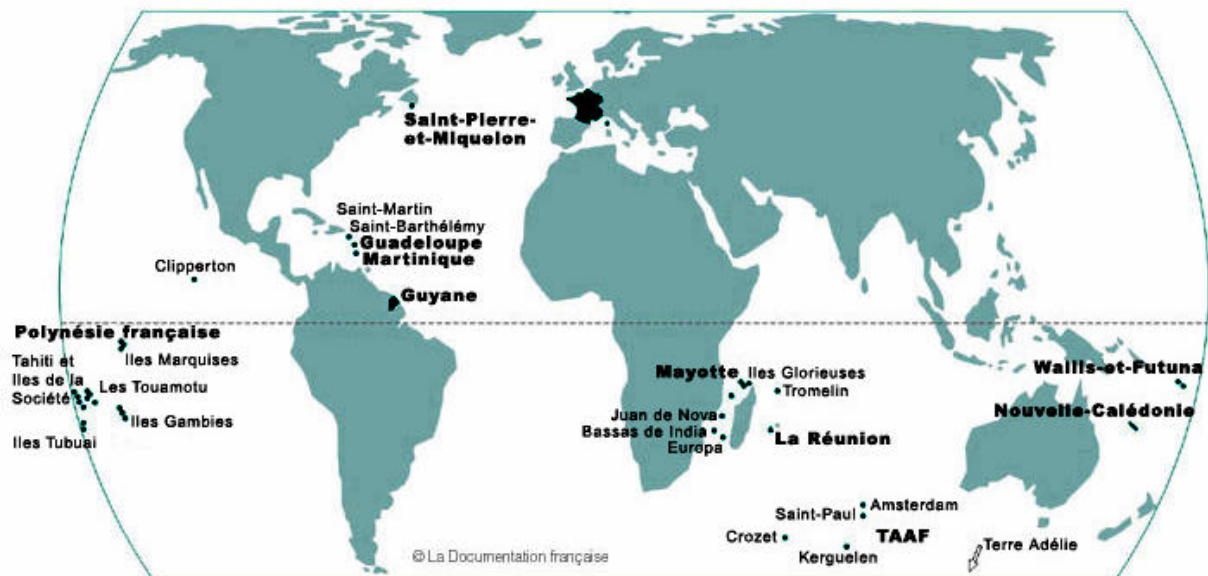 Saint-Pierre-
et-Miquelon
Saint-Martin
Saint-Barthélémy
Guadeloupe
Martinique
Clipperton
Guyane
Polynésie française
Iles Marquises
Tahiti et
Iles de la
Société
Les Touamotu
Iles Gambies
Iles Tubuai
Mayotte
Iles Glorieuses
Tromelin
Juan de Nova
Bassas de India
Europa
La Réunion
Wallis-et-Futuna
Nouvelle-Calédonie
Amsterdam
Saint-Paul
TAAF
Crozet
Kerguelen
Terre Adélie
© La Documentation française